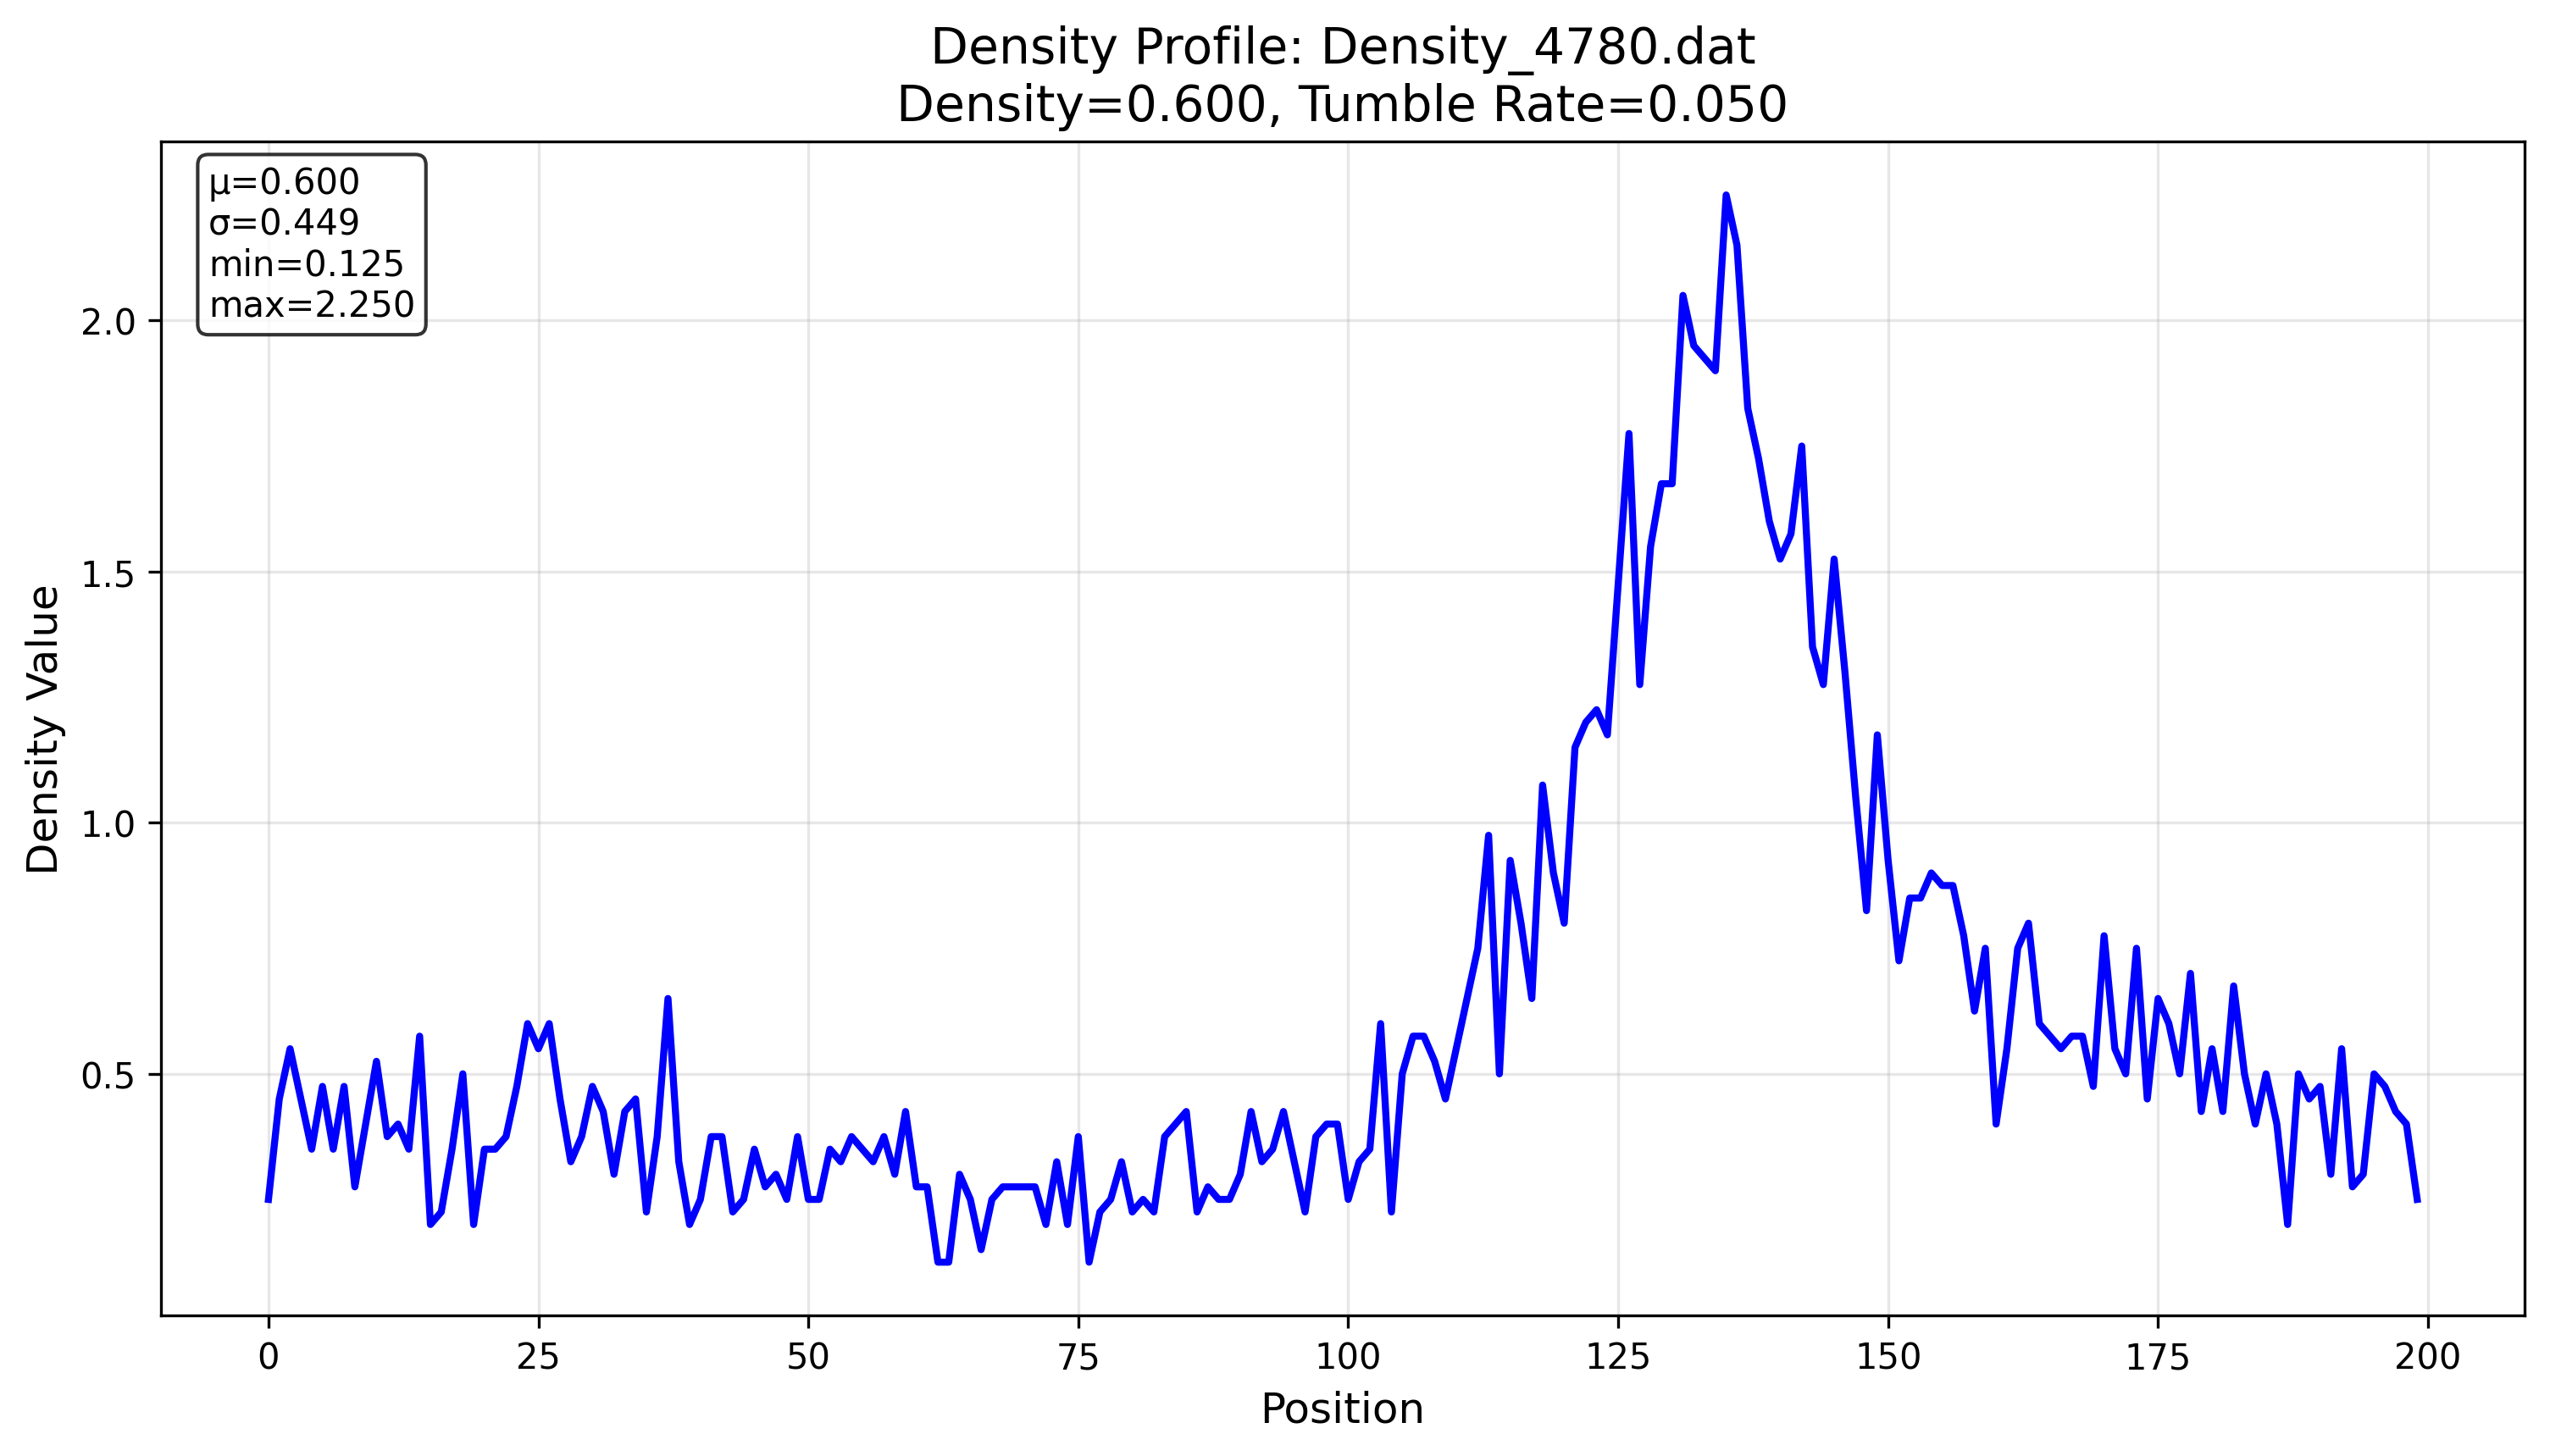 Density Profile: Density_4780.dat
Density=0.600, Tumble Rate=0.050
μ=0.600
σ=0.449
min=0.125
max=2.250
2.0
1.5
1.0
0.5
Density Value
0 25 50 75 100 125 150 175 200
Position